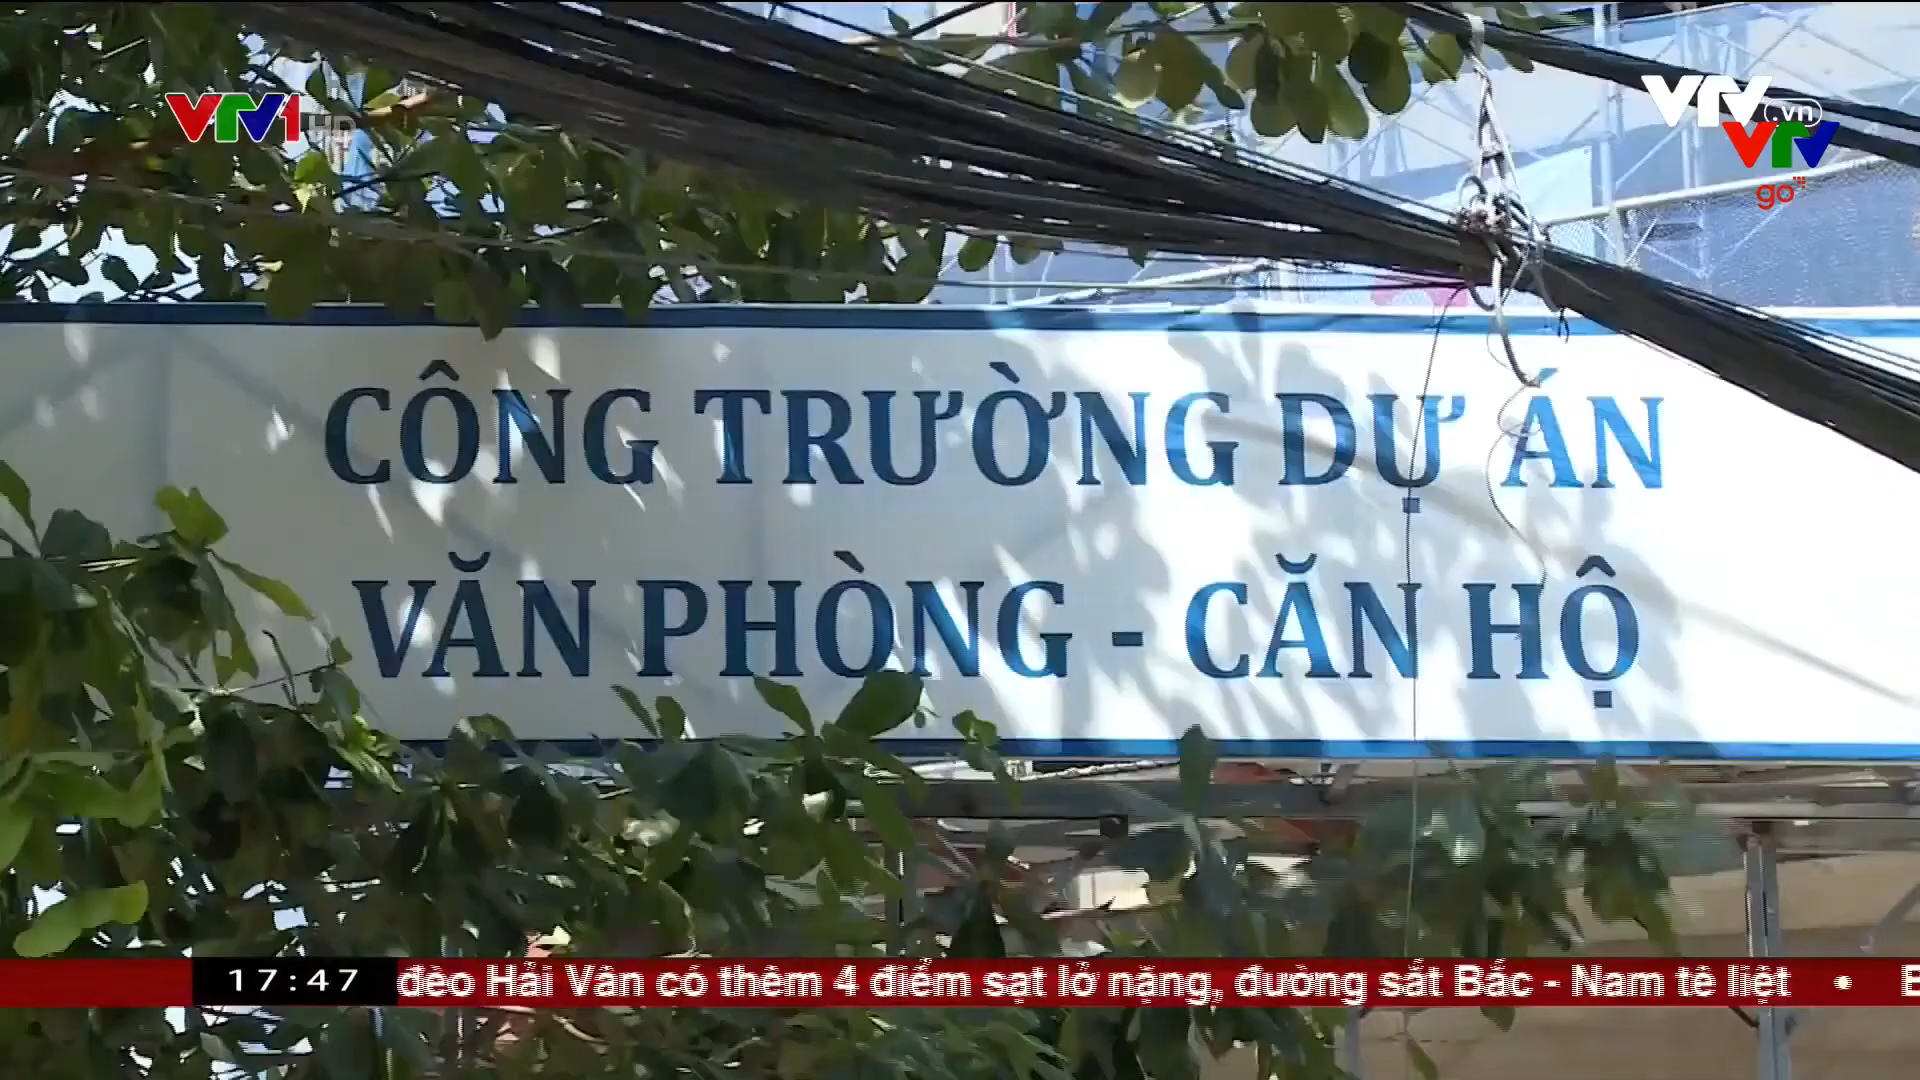 VTV1 HD
VTV.vn
VTV
go
CÔNG TRƯỜNG DỰ ÁN
VĂN PHÒNG - CĂN HỘ
17:47 đèo Hải Vân có thêm 4 điểm sạt lở nặng, đường sắt Bắc - Nam tê liệt •